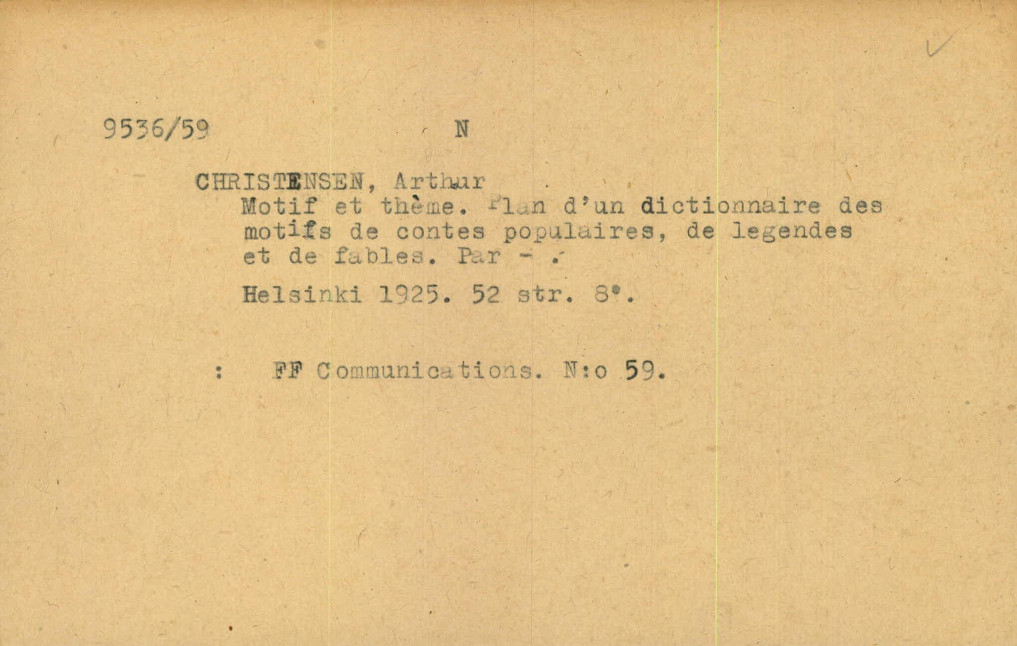 9536/59 N
CHRISTENSEN, Arthur
Motif et thème. Plan d'un dictionnaire des
motifs de contes populaires, de legendes
et de fables. Par - .
Helsinki 1925. 52 str. 8°.
: FF Communications. N:o 59.